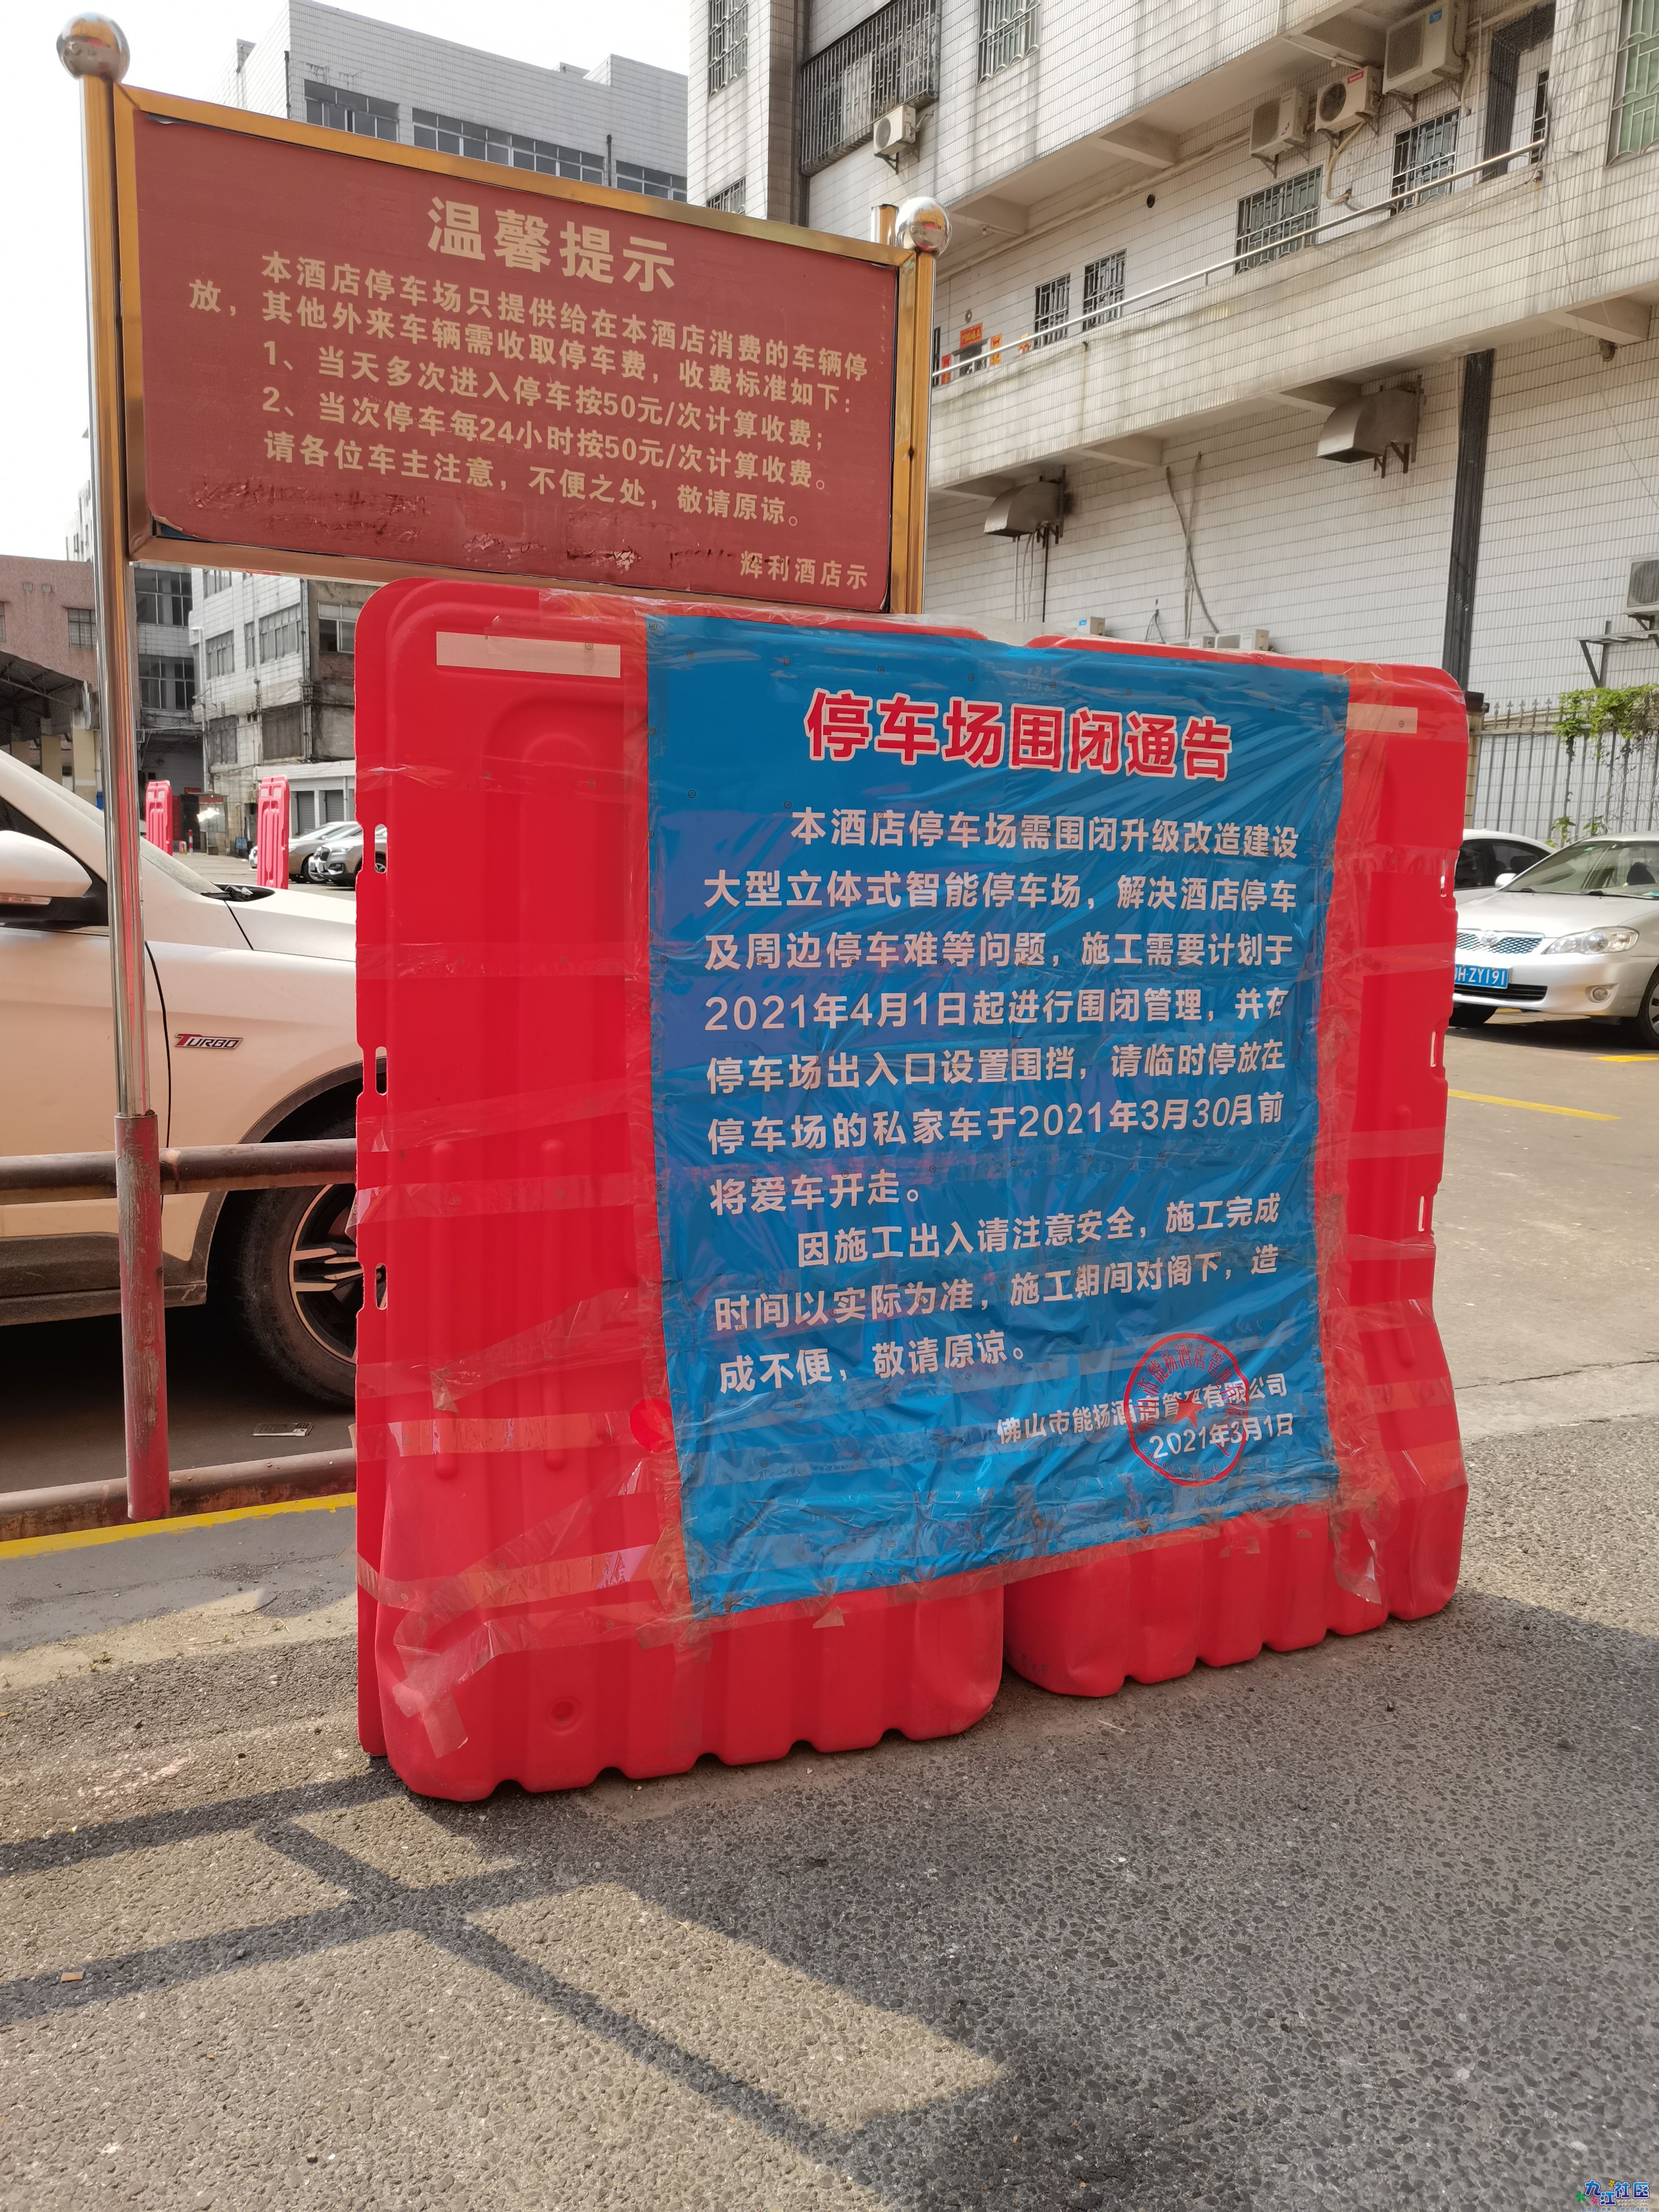 温馨提示
本酒店停车场只提供给在本酒店消费的车辆停
放，其他外来车辆需收取停车费，收费标准如下：
1、当天多次进入停车按50元/次计算收费；
2、当次停车每24小时按50元/次计算收费。
请各位车主注意，不便之处，敬请原谅。
辉利酒店示
停车场围闭通告
本酒店停车场需围闭升级改造建设
大型立体式智能停车场，解决酒店停车
及周边停车难等问题，施工需要计划于
2021年4月1日起进行围闭管理，并在
停车场出入口设置围挡，请临时停放在
停车场的私家车于2021年3月30月前
将爱车开走。
因施工出入请注意安全，施工完成
时间以实际为准，施工期间对阁下，造
成不便，敬请原谅。
佛山市能扬酒店管理有限公司
2021年3月1日
TURBO
H·ZY191
九江社区